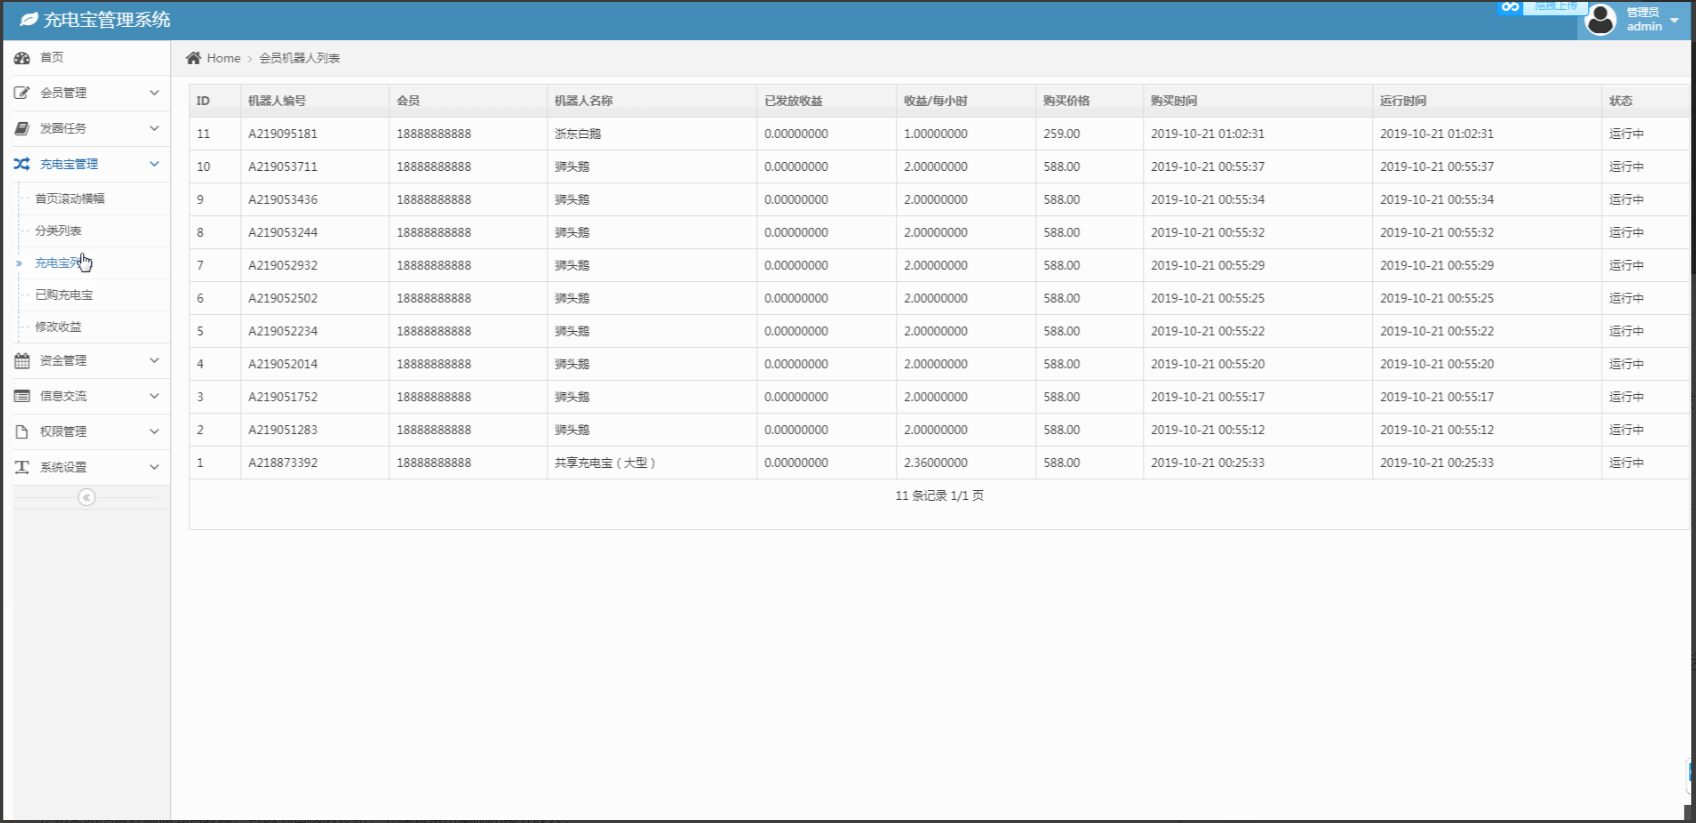 充电宝管理系统
拖拽上传
管理员
admin
首页
会员管理
发圈任务
充电宝管理
首页滚动横幅
分类列表
充电宝列
已购充电宝
修改收益
资金管理
信息交流
权限管理
系统设置
Home > 会员机器人列表
ID 机器人编号 会员 机器人名称 已发放收益 收益/每小时 购买价格 购买时间 运行时间 状态
11 A219095181 18888888888 浙东白鹅 0.00000000 1.00000000 259.00 2019-10-21 01:02:31 2019-10-21 01:02:31 运行中
10 A219053711 18888888888 狮头鹅 0.00000000 2.00000000 588.00 2019-10-21 00:55:37 2019-10-21 00:55:37 运行中
9 A219053436 18888888888 狮头鹅 0.00000000 2.00000000 588.00 2019-10-21 00:55:34 2019-10-21 00:55:34 运行中
8 A219053244 18888888888 狮头鹅 0.00000000 2.00000000 588.00 2019-10-21 00:55:32 2019-10-21 00:55:32 运行中
7 A219052932 18888888888 狮头鹅 0.00000000 2.00000000 588.00 2019-10-21 00:55:29 2019-10-21 00:55:29 运行中
6 A219052502 18888888888 狮头鹅 0.00000000 2.00000000 588.00 2019-10-21 00:55:25 2019-10-21 00:55:25 运行中
5 A219052234 18888888888 狮头鹅 0.00000000 2.00000000 588.00 2019-10-21 00:55:22 2019-10-21 00:55:22 运行中
4 A219052014 18888888888 狮头鹅 0.00000000 2.00000000 588.00 2019-10-21 00:55:20 2019-10-21 00:55:20 运行中
3 A219051752 18888888888 狮头鹅 0.00000000 2.00000000 588.00 2019-10-21 00:55:17 2019-10-21 00:55:17 运行中
2 A219051283 18888888888 狮头鹅 0.00000000 2.00000000 588.00 2019-10-21 00:55:12 2019-10-21 00:55:12 运行中
1 A218873392 18888888888 共享充电宝（大型） 0.00000000 2.36000000 588.00 2019-10-21 00:25:33 2019-10-21 00:25:33 运行中
11 条记录 1/1 页